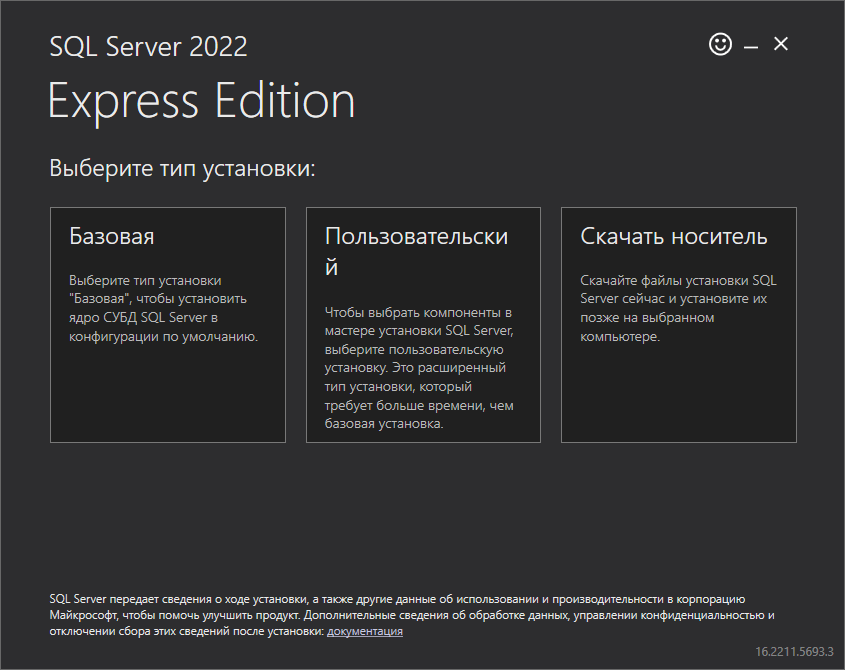 SQL Server 2022
Express Edition
Выберите тип установки:
Базовая
Выберите тип установки
"Базовая", чтобы установить
ядро СУБД SQL Server в
конфигурации по умолчанию.
Пользовательски
й
Чтобы выбрать компоненты в
мастере установки SQL Server,
выберите пользовательскую
установку. Это расширенный
тип установки, который
требует больше времени, чем
базовая установка.
Скачать носитель
Скачайте файлы установки SQL
Server сейчас и установите их
позже на выбранном
компьютере.
SQL Server передает сведения о ходе установки, а также другие данные об использовании и производительности в корпорацию
Майкрософт, чтобы помочь улучшить продукт. Дополнительные сведения об обработке данных, управлении конфиденциальностью и
отключении сбора этих сведений после установки: документация
16.2211.5693.3